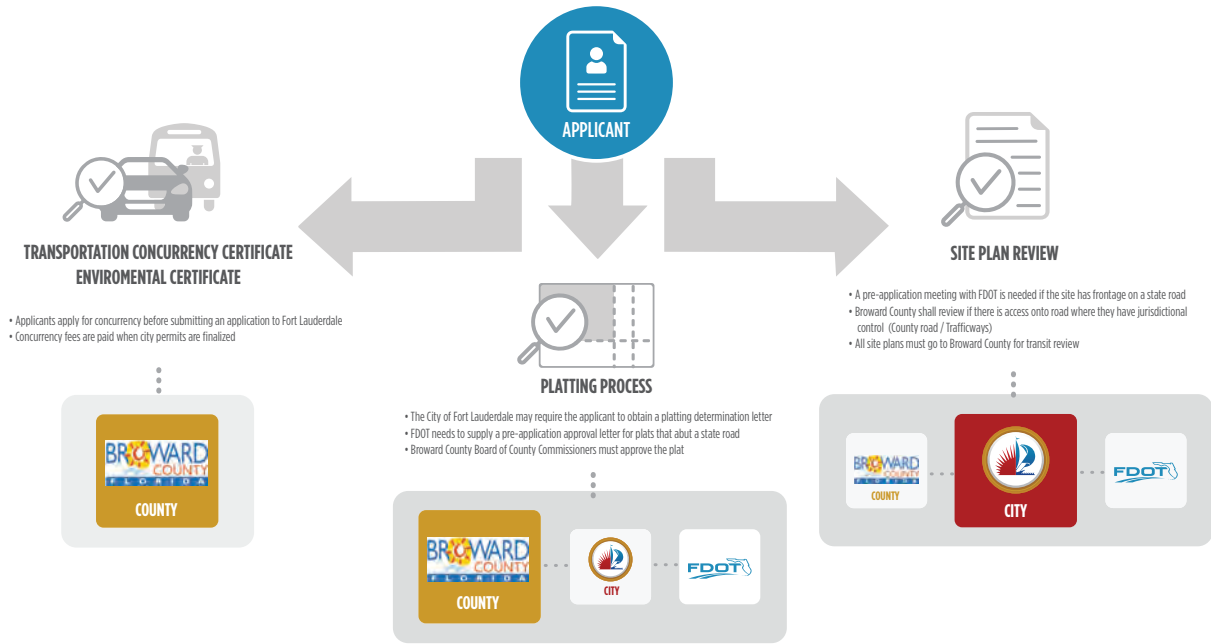 APPLICANT
TRANSPORTATION CONCURRENCY CERTIFICATE
ENVIROMENTAL CERTIFICATE
• Applicants apply for concurrency before submitting an application to Fort Lauderdale
• Concurrency fees are paid when city permits are finalized
BROWARD
COUNTY
FLORIDA
COUNTY
PLATTING PROCESS
• The City of Fort Lauderdale may require the applicant to obtain a platting determination letter
• FDOT needs to supply a pre-application approval letter for plats that abut a state road
• Broward County Board of County Commissioners must approve the plat
BROWARD
COUNTY
FLORIDA
COUNTY
CITY
FDOT
SITE PLAN REVIEW
• A pre-application meeting with FDOT is needed if the site has frontage on a state road
• Broward County shall review if there is access onto road where they have jurisdictional
control (County road / Trafficways)
• All site plans must go to Broward County for transit review
BROWARD
COUNTY
FLORIDA
COUNTY
CITY
FDOT